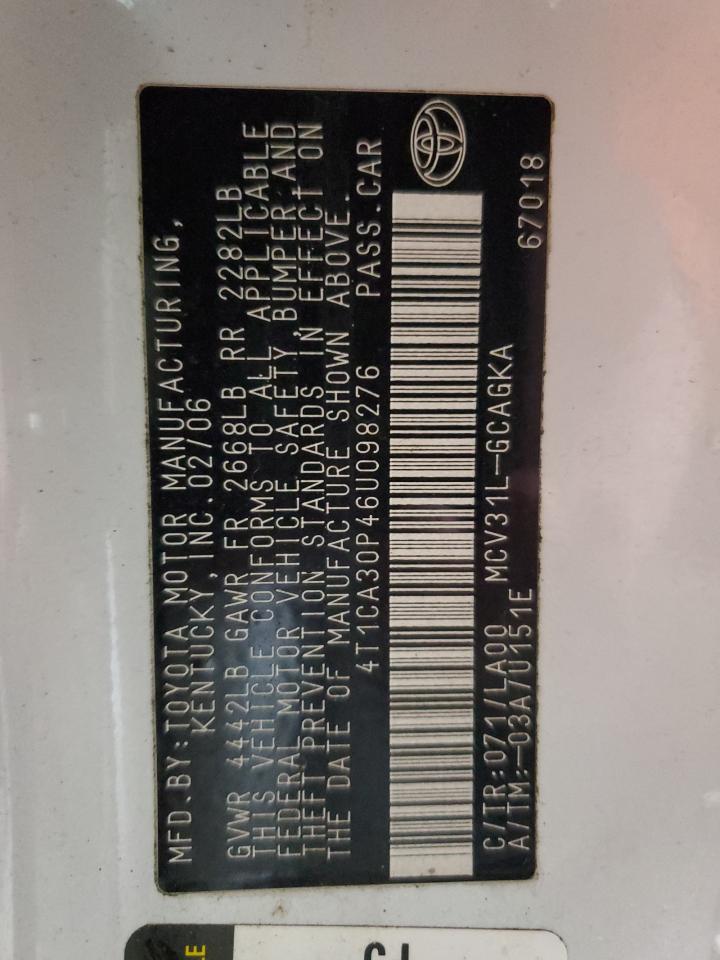 MFD.BY:TOYOTA MOTOR MANUFACTURING,
KENTUCKY,INC.02/06
GVWR 4442LB GAWR FR 2668LB RR 2282LB
THIS VEHICLE CONFORMS TO ALL APPLICABLE
FEDERAL MOTOR VEHICLE SAFETY,BUMPER AND
THEFT PREVENTION STANDARDS IN EFFECT ON
THE DATE OF MANUFACTURE SHOWN ABOVE.
4T1CA30P46U098276 PASS.CAR
C/TR:071/LA00 MCV31L-GCAGKA
A/TM:-03A/U151E 67018